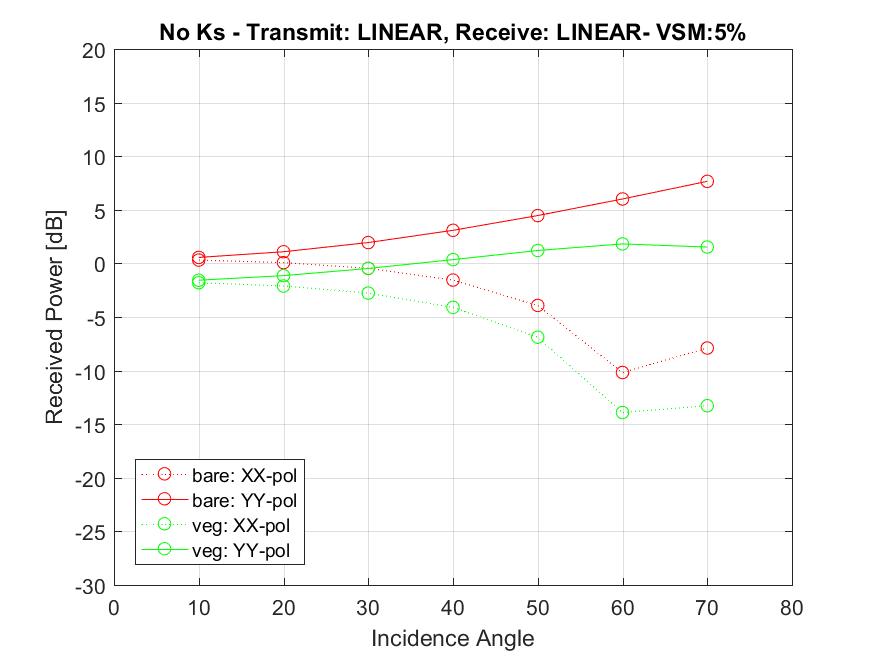 No Ks - Transmit: LINEAR, Receive: LINEAR- VSM:5%
20
15
10
5
0
-5
-10
-15
-20
-25
-30
Received Power [dB]
bare: XX-pol
bare: YY-pol
veg: XX-pol
veg: YY-pol
0 10 20 30 40 50 60 70 80
Incidence Angle